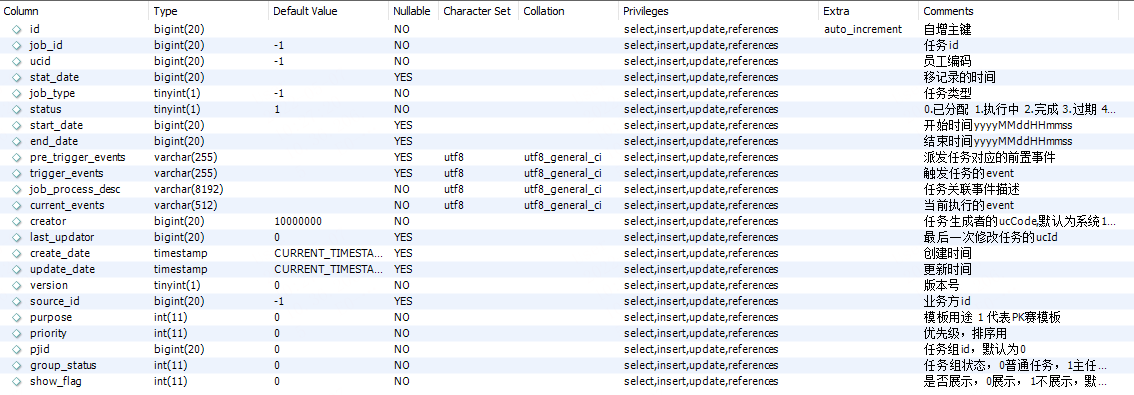 Column Type Default Value Nullable Character Set Collation Privileges Extra Comments
id bigint(20) NO select,insert,update,references auto_increment 自增主键
job_id bigint(20) -1 NO select,insert,update,references 任务id
ucid bigint(20) -1 NO select,insert,update,references 员工编码
stat_date bigint(20) YES select,insert,update,references 移记录的时间
job_type tinyint(1) -1 NO select,insert,update,references 任务类型
status tinyint(1) 1 NO select,insert,update,references 0.已分配 1.执行中 2.完成 3.过期 4...
start_date bigint(20) YES select,insert,update,references 开始时间yyyyMMddHHmmss
end_date bigint(20) YES select,insert,update,references 结束时间yyyyMMddHHmmss
pre_trigger_events varchar(255) YES utf8 utf8_general_ci select,insert,update,references 派发任务对应的前置事件
trigger_events varchar(255) YES utf8 utf8_general_ci select,insert,update,references 触发任务的event
job_process_desc varchar(8192) NO utf8 utf8_general_ci select,insert,update,references 任务关联事件描述
current_events varchar(512) NO utf8 utf8_general_ci select,insert,update,references 当前执行的event
creator bigint(20) 10000000 NO select,insert,update,references 任务生成者的ucCode,默认为系统1...
last_updator bigint(20) 0 YES select,insert,update,references 最后一次修改任务的ucId
create_date timestamp CURRENT_TIMESTA... YES select,insert,update,references 创建时间
update_date timestamp CURRENT_TIMESTA... YES select,insert,update,references 更新时间
version tinyint(1) 0 NO select,insert,update,references 版本号
source_id bigint(20) -1 YES select,insert,update,references 业务方id
purpose int(11) 0 NO select,insert,update,references 模板用途 1 代表PK赛模板
priority int(11) 0 NO select,insert,update,references 优先级，排序用
pjid bigint(20) 0 NO select,insert,update,references 任务组id，默认为0
group_status int(11) 0 NO select,insert,update,references 任务组状态，0普通任务，1主任...
show_flag int(11) 0 NO select,insert,update,references 是否展示，0展示，1不展示，默...